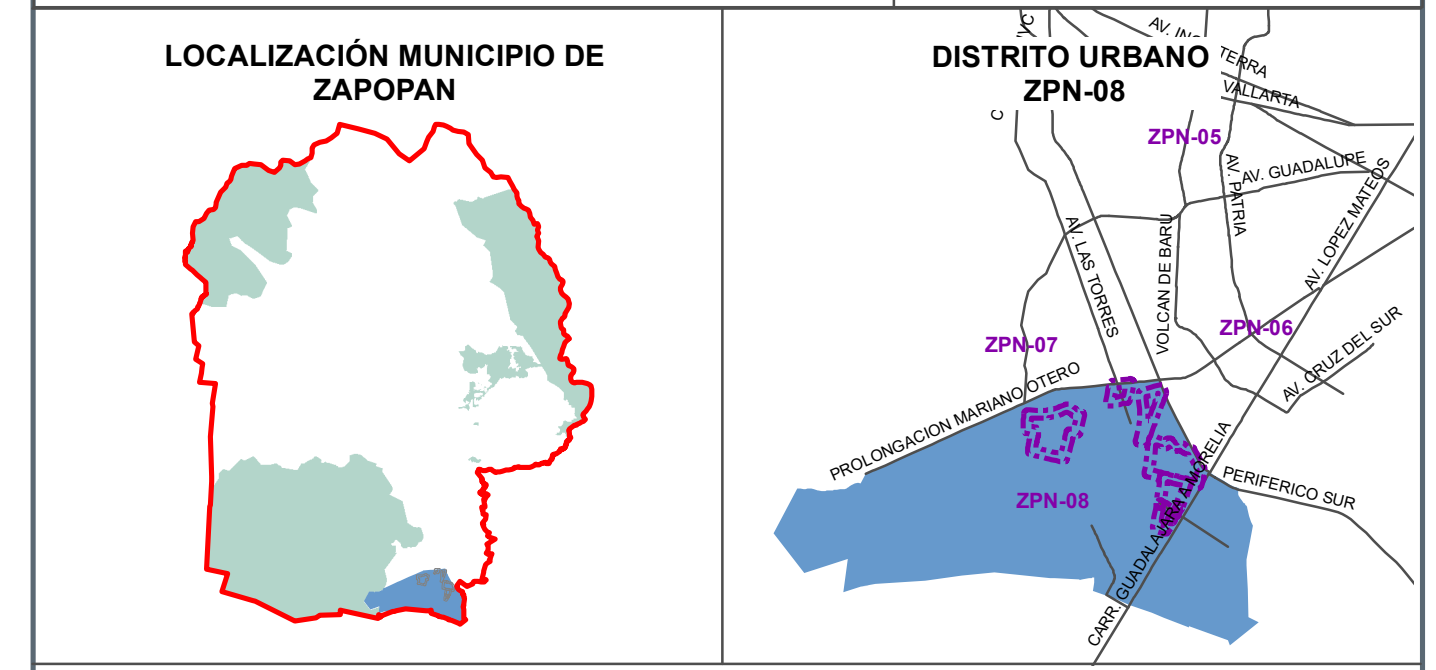 LOCALIZACIÓN MUNICIPIO DE
ZAPOPAN
DISTRITO URBANO
ZPN-08
TERRA
VALLARTA
ZPN-05
AV. GUADALUPE
AV. PATRIA
AV. LOPEZ MATEOS
AV. LAS TORRES
VOLCAN DE BARU
ZPN-06
ZPN-07
AV. CRUZ DEL SUR
PROLONGACION MARIANO OTERO
ZPN-08
PERIFERICO SUR
CARR. GUADALAJARA A MORELIA